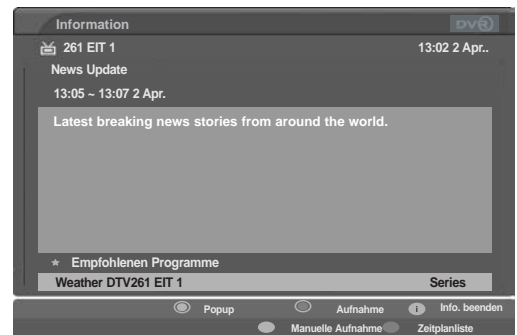 Information DVR
261 EIT 1 13:02 2 Apr..
News Update
13:05 ~ 13:07 2 Apr.
Latest breaking news stories from around the world.
Empfohlenen Programme
Weather DTV261 EIT 1 Series
Popup Aufnahme i Info. beenden
Manuelle Aufnahme Zeitplanliste